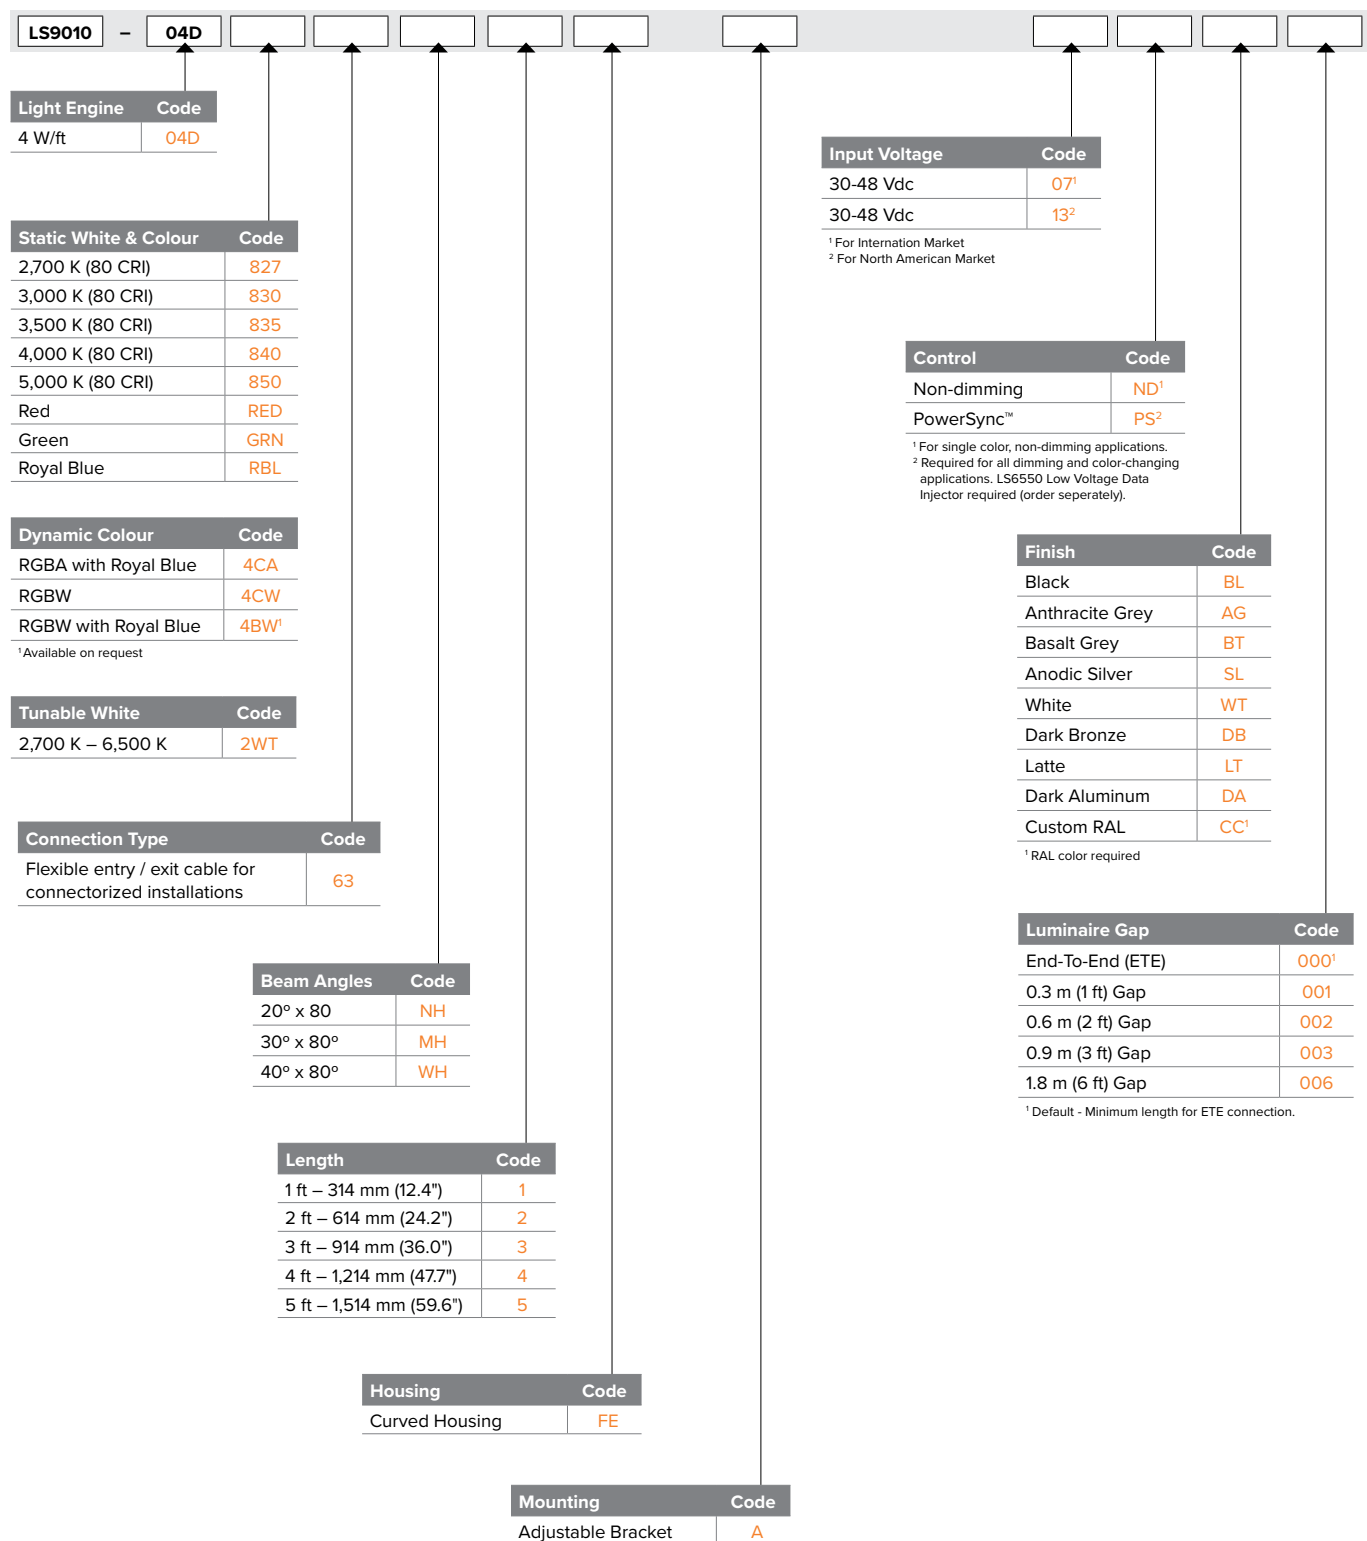 LS9010 – 04D
Light Engine Code
4 W/ft 04D
Static White & Colour Code
2,700 K (80 CRI) 827
3,000 K (80 CRI) 830
3,500 K (80 CRI) 835
4,000 K (80 CRI) 840
5,000 K (80 CRI) 850
Red RED
Green GRN
Royal Blue RBL
Dynamic Colour Code
RGBA with Royal Blue 4CA
RGBW 4CW
RGBW with Royal Blue 4BW¹
¹ Available on request
Tunable White Code
2,700 K – 6,500 K 2WT
Connection Type Code
Flexible entry / exit cable for
connectorized installations 63
Beam Angles Code
20º x 80 NH
30º x 80º MH
40º x 80º WH
Length Code
1 ft – 314 mm (12.4") 1
2 ft – 614 mm (24.2") 2
3 ft – 914 mm (36.0") 3
4 ft – 1,214 mm (47.7") 4
5 ft – 1,514 mm (59.6") 5
Housing Code
Curved Housing FE
Mounting Code
Adjustable Bracket A
Input Voltage Code
30-48 Vdc 07¹
30-48 Vdc 13²
¹ For Internation Market
² For North American Market
Control Code
Non-dimming ND¹
PowerSync™ PS²
¹ For single color, non-dimming applications.
² Required for all dimming and color-changing
applications. LS6550 Low Voltage Data
Injector required (order seperately).
Finish Code
Black BL
Anthracite Grey AG
Basalt Grey BT
Anodic Silver SL
White WT
Dark Bronze DB
Latte LT
Dark Aluminum DA
Custom RAL CC¹
¹ RAL color required
Luminaire Gap Code
End-To-End (ETE) 000¹
0.3 m (1 ft) Gap 001
0.6 m (2 ft) Gap 002
0.9 m (3 ft) Gap 003
1.8 m (6 ft) Gap 006
¹ Default - Minimum length for ETE connection.